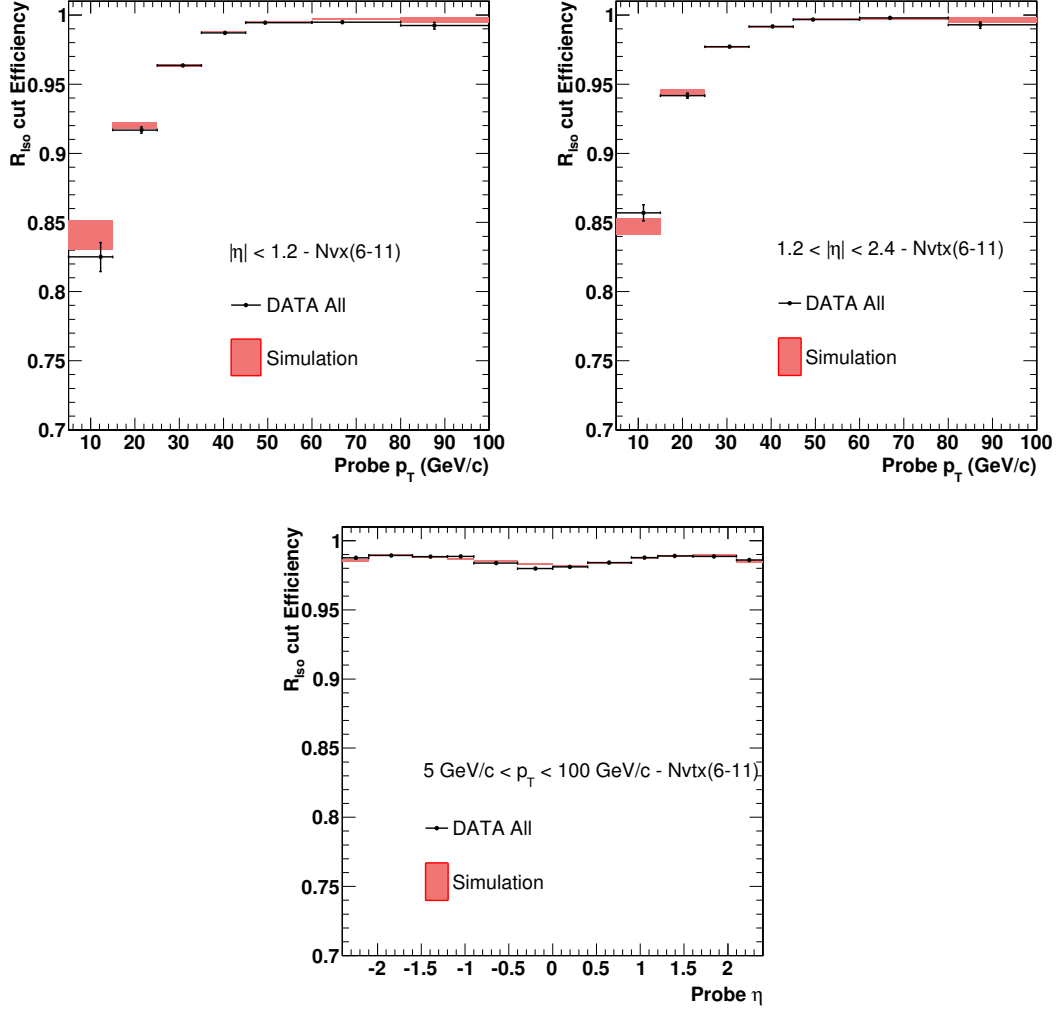 R_Iso cut Efficiency
1
0.95
0.9
0.85
0.8
0.75
0.7
|η| < 1.2 - Nvx(6-11)
DATA All
Simulation
10 20 30 40 50 60 70 80 90 100
Probe p_T (GeV/c)
R_Iso cut Efficiency
1
0.95
0.9
0.85
0.8
0.75
0.7
1.2 < |η| < 2.4 - Nvtx(6-11)
DATA All
Simulation
10 20 30 40 50 60 70 80 90 100
Probe p_T (GeV/c)
R_Iso cut Efficiency
1
0.95
0.9
0.85
0.8
0.75
0.7
5 GeV/c < p_T < 100 GeV/c - Nvtx(6-11)
DATA All
Simulation
-2 -1.5 -1 -0.5 0 0.5 1 1.5 2
Probe η